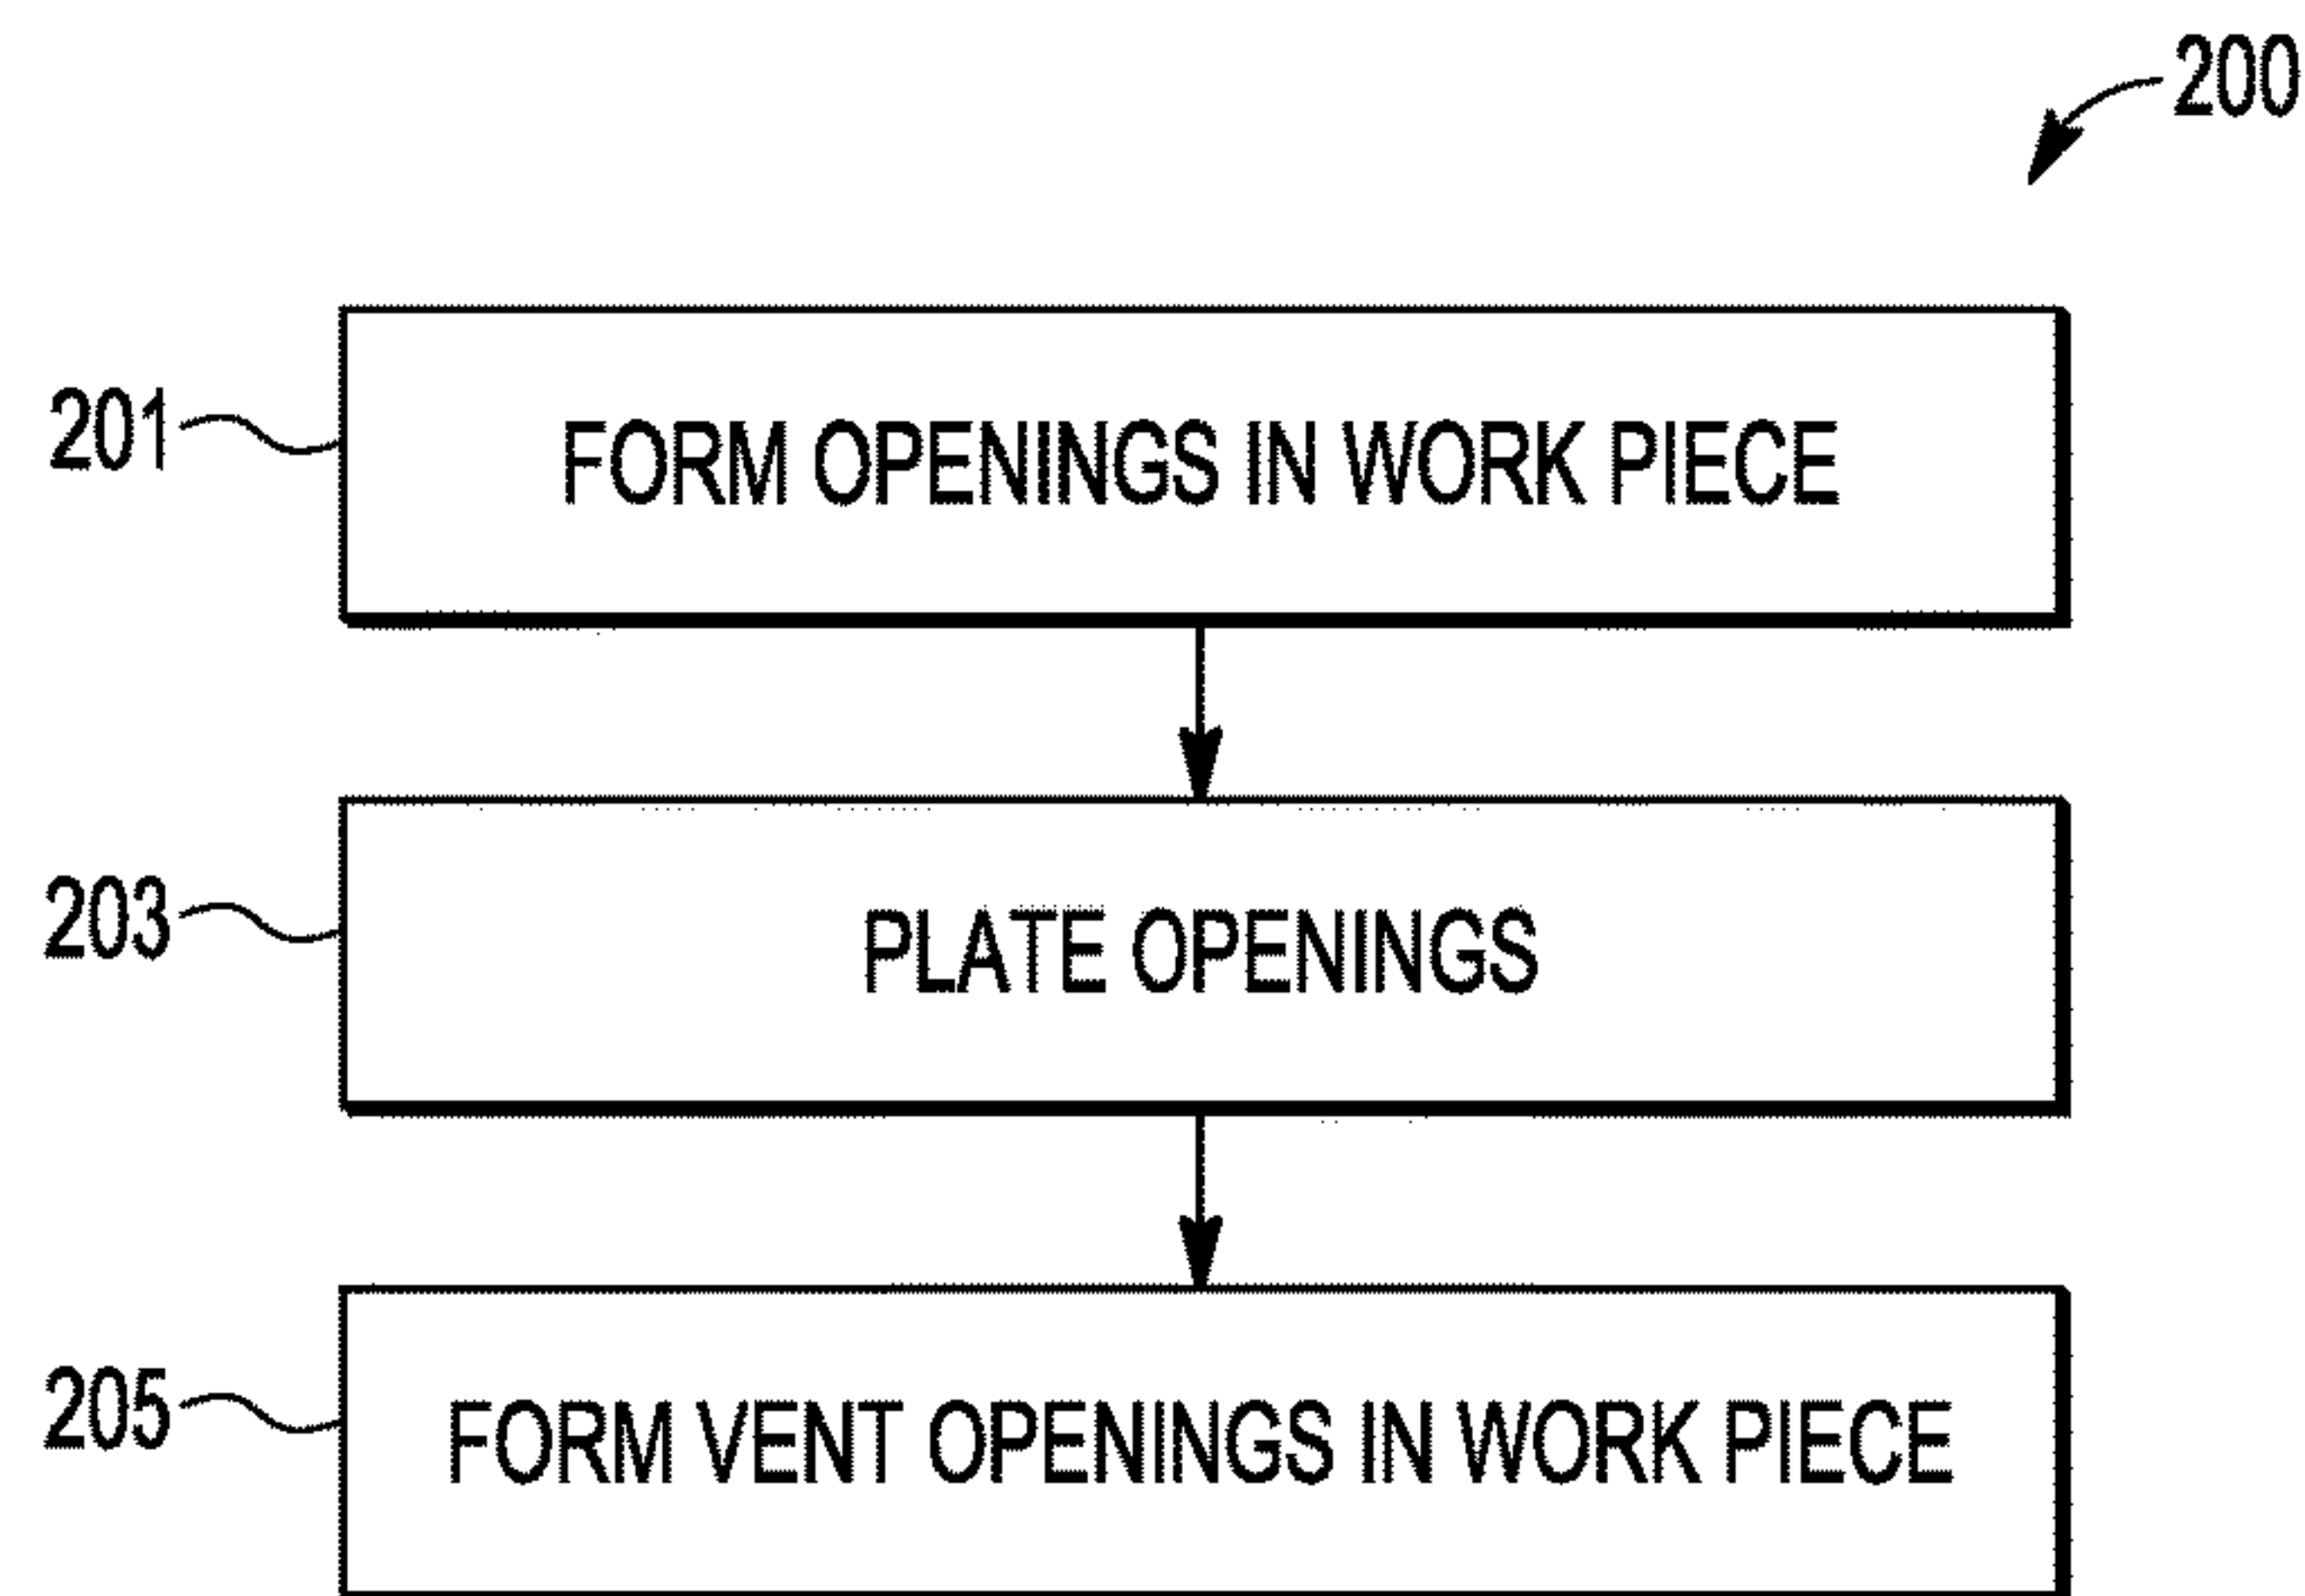 200
201
FORM OPENINGS IN WORK PIECE
203
PLATE OPENINGS
205
FORM VENT OPENINGS IN WORK PIECE